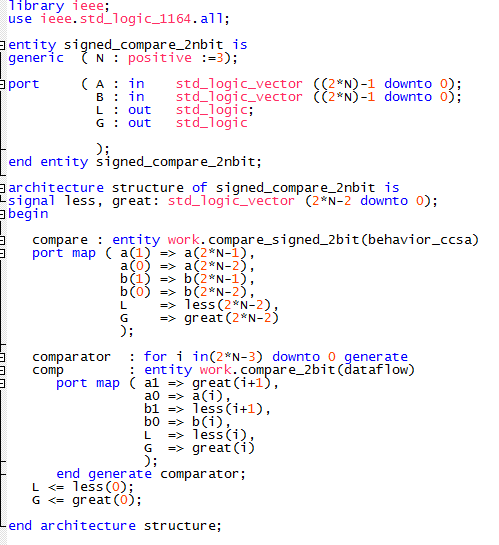 library ieee;
use ieee.std_logic_1164.all;
entity signed_compare_2nbit is
generic ( N : positive :=3);
port ( A : in std_logic_vector ((2*N)-1 downto 0);
B : in std_logic_vector ((2*N)-1 downto 0);
L : out std_logic;
G : out std_logic
);
end entity signed_compare_2nbit;
architecture structure of signed_compare_2nbit is
signal less, great: std_logic_vector (2*N-2 downto 0);
begin
compare : entity work.compare_signed_2bit(behavior_ccsa)
port map ( a(1) => a(2*N-1),
a(0) => a(2*N-2),
b(1) => b(2*N-1),
b(0) => b(2*N-2),
L => less(2*N-2),
G => great(2*N-2)
);
comparator : for i in(2*N-3) downto 0 generate
comp : entity work.compare_2bit(dataflow)
port map ( a1 => great(i+1),
a0 => a(i),
b1 => less(i+1),
b0 => b(i),
L => less(i),
G => great(i)
);
end generate comparator;
L <= less(0);
G <= great(0);
end architecture structure;